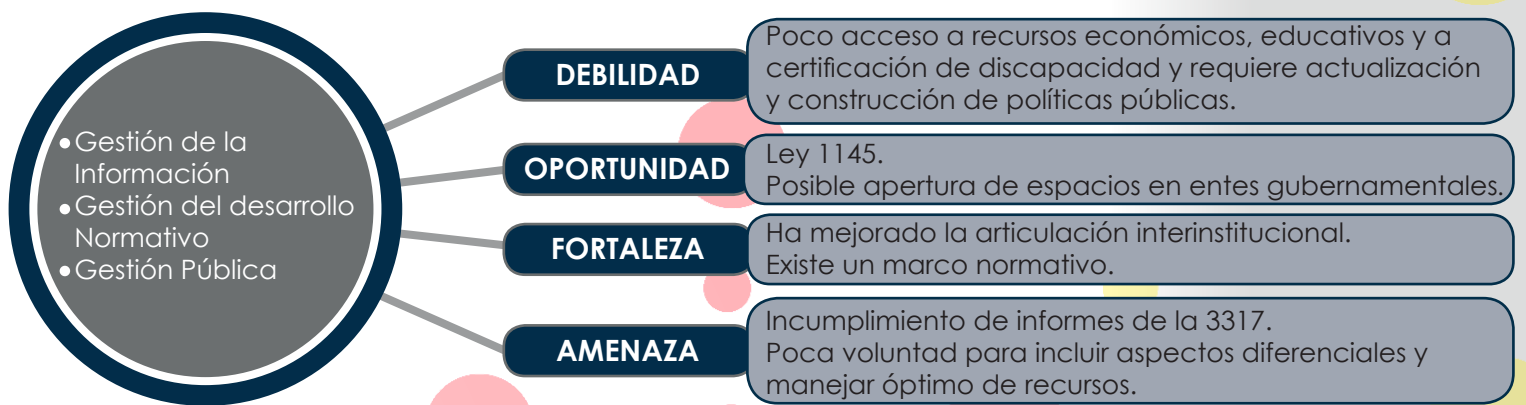 •Gestión de la
Información
•Gestión del desarrollo
Normativo
•Gestión Pública
DEBILIDAD
Poco acceso a recursos económicos, educativos y a
certificación de discapacidad y requiere actualización
y construcción de políticas públicas.
OPORTUNIDAD
Ley 1145.
Posible apertura de espacios en entes gubernamentales.
FORTALEZA
Ha mejorado la articulación interinstitucional.
Existe un marco normativo.
AMENAZA
Incumplimiento de informes de la 3317.
Poca voluntad para incluir aspectos diferenciales y
manejar óptimo de recursos.